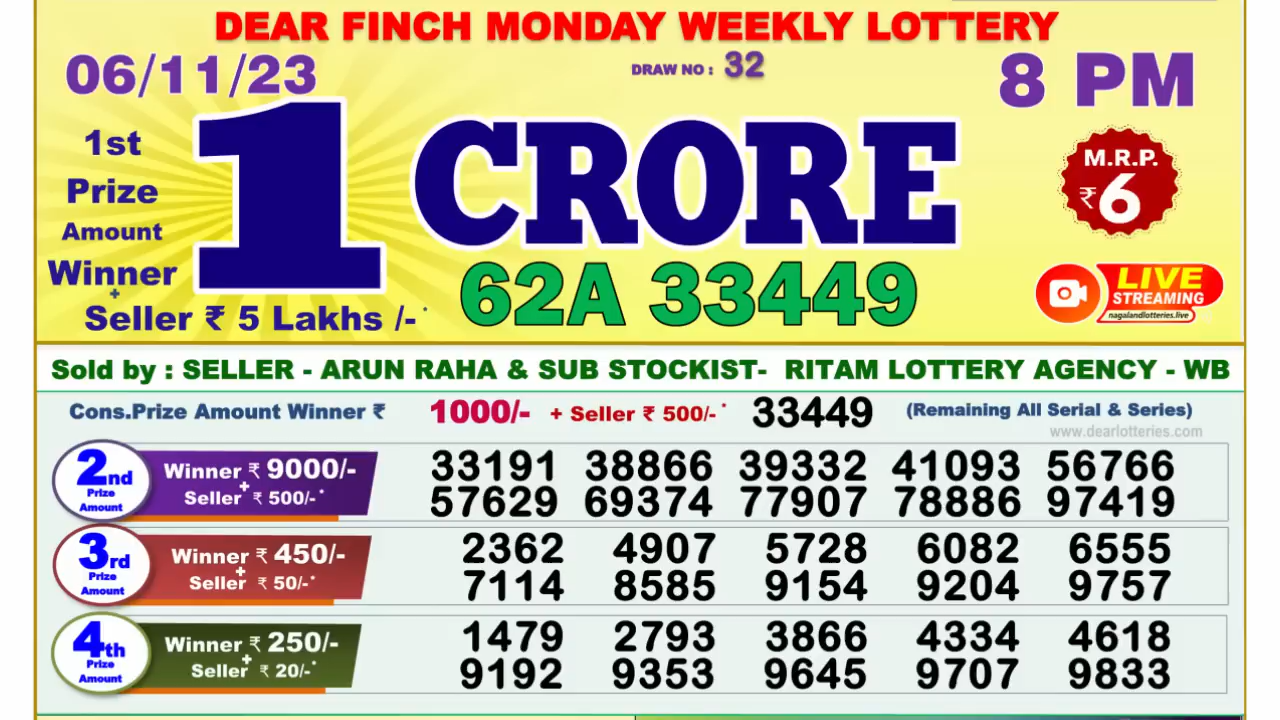 DEAR FINCH MONDAY WEEKLY LOTTERY
06/11/23
DRAW NO : 32
8 PM
1st
Prize
Amount
Winner
+
Seller ₹ 5 Lakhs /-*
1 CRORE
62A 33449
M.R.P.
₹6
LIVE
STREAMING
nagalandlotteries.live
Sold by : SELLER - ARUN RAHA & SUB STOCKIST- RITAM LOTTERY AGENCY - WB
Cons.Prize Amount Winner ₹ 1000/- + Seller ₹ 500/-* 33449 (Remaining All Serial & Series)
www.dearlotteries.com
2nd Prize Amount
Winner ₹ 9000/-
+
Seller ₹ 500/-*
33191 38866 39332 41093 56766
57629 69374 77907 78886 97419
3rd Prize Amount
Winner ₹ 450/-
+
Seller ₹ 50/-*
2362 4907 5728 6082 6555
7114 8585 9154 9204 9757
4th Prize Amount
Winner ₹ 250/-
+
Seller ₹ 20/-*
1479 2793 3866 4334 4618
9192 9353 9645 9707 9833